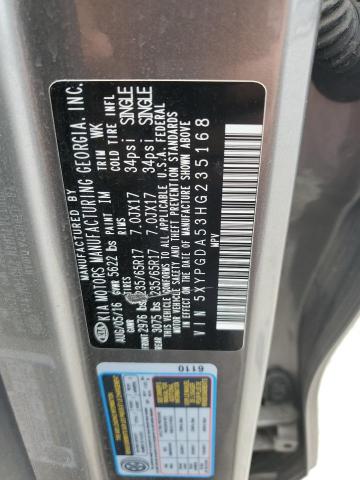 MANUFACTURED BY
KIA KIA MOTORS MANUFACTURING GEORGIA, INC.
AUG/05/16 PAINT IM TRIM WK
GVWR 5622 lbs
TIRES RIMS COLD TIRE INFL
FRONT 2976 lbs 235/65R17 7.0JX17 34psi SINGLE
REAR 3075 lbs 235/65R17 7.0JX17 34psi SINGLE
THIS VEHICLE CONFORMS TO ALL APPLICABLE U.S.A. FEDERAL
MOTOR VEHICLE SAFETY, BUMPER, AND THEFT PREVENTION STANDARDS
IN EFFECT ON THE DATE OF MANUFACTURE SHOWN ABOVE.
VIN 5XYPGDA53HG235168
MPV
6110